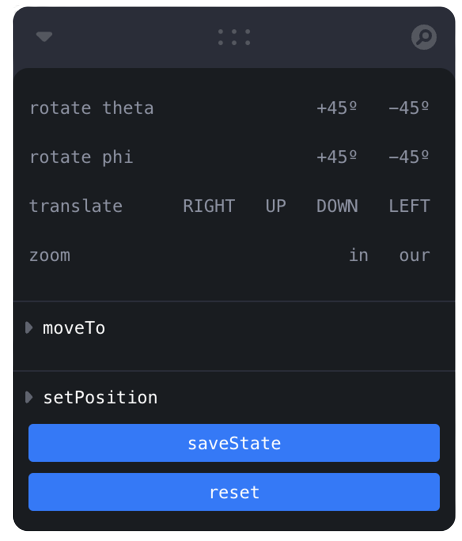 rotate theta +45º −45º
rotate phi +45º −45º
translate RIGHT UP DOWN LEFT
zoom in our
moveTo
setPosition
saveState
reset